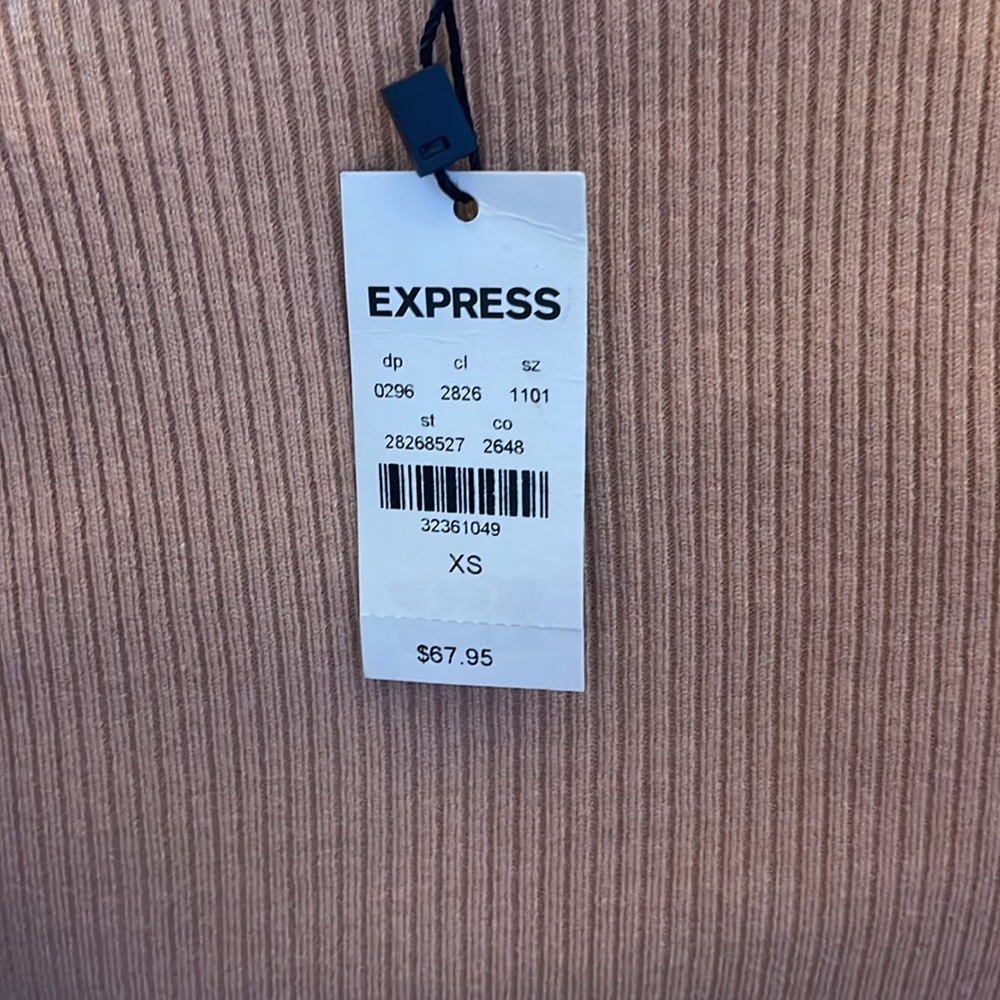 EXPRESS
dp cl sz
0296 2826 1101
st co
28268527 2648
32361049
XS
$67.95